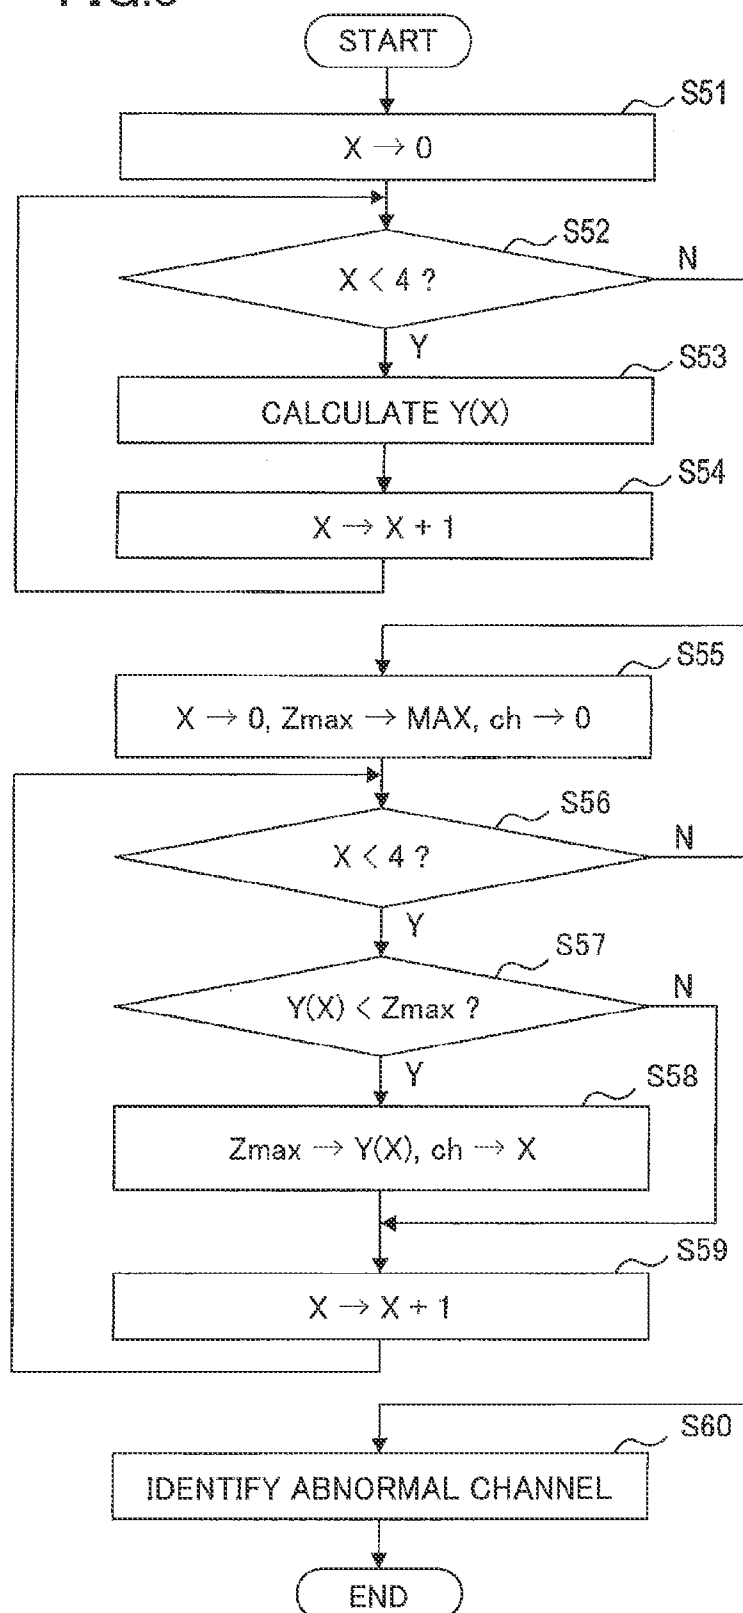 START
S51
X → 0
S52
X < 4 ?
N
Y
S53
CALCULATE Y(X)
S54
X → X + 1
S55
X → 0, Zmax → MAX, ch → 0
S56
X < 4 ?
N
Y
S57
Y(X) < Zmax ?
N
Y
S58
Zmax → Y(X), ch → X
S59
X → X + 1
S60
IDENTIFY ABNORMAL CHANNEL
END